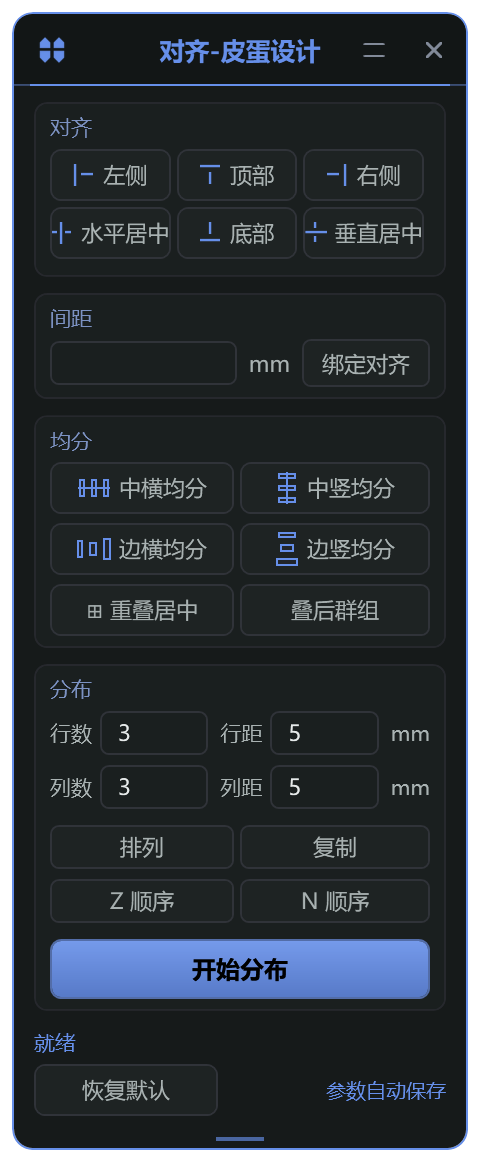 对齐-皮蛋设计
对齐
左侧 顶部 右侧
水平居中 底部 垂直居中
间距
mm 绑定对齐
均分
中横均分 中竖均分
边横均分 边竖均分
重叠居中 叠后群组
分布
行数 3 行距 5 mm
列数 3 列距 5 mm
排列 复制
Z 顺序 N 顺序
开始分布
就绪
恢复默认 参数自动保存